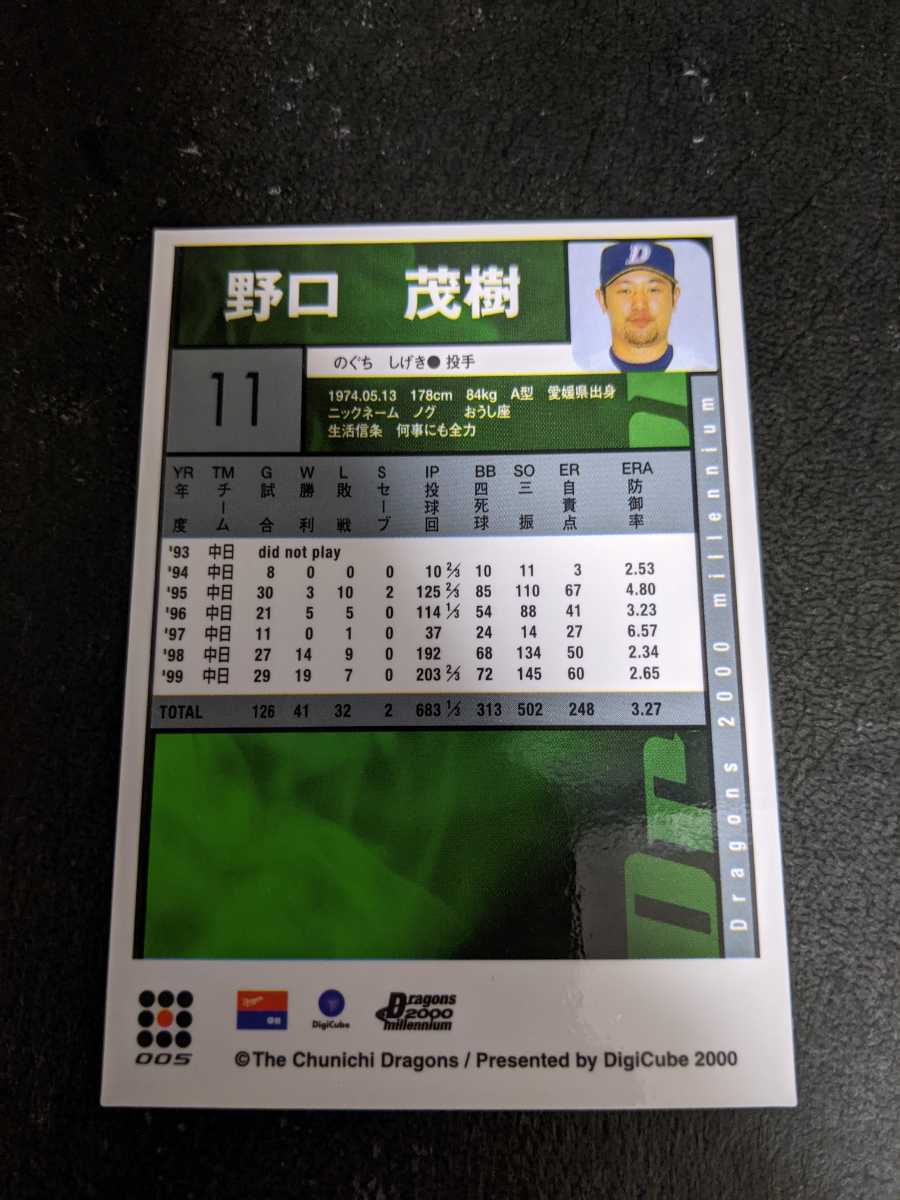 野口 茂樹
D
のぐち しげき●投手
11
1974.05.13 178cm 84kg A型 愛媛県出身
ニックネーム ノグ おうし座
生活信条 何事にも全力
YR TM G W L S IP BB SO ER ERA
年度 チーム 試合 勝利 敗戦 セーブ 投球回 四死球 三振 自責点 防御率
'93 中日 did not play
'94 中日 8 0 0 0 10 2/3 10 11 3 2.53
'95 中日 30 3 10 2 125 2/3 85 110 67 4.80
'96 中日 21 5 5 0 114 1/3 54 88 41 3.23
'97 中日 11 0 1 0 37 24 14 27 6.57
'98 中日 27 14 9 0 192 68 134 50 2.34
'99 中日 29 19 7 0 203 2/3 72 145 60 2.65
TOTAL 126 41 32 2 683 1/3 313 502 248 3.27
Dragons 2000 millennium
Dr
005
DigiCube
Dragons
2000
millennium
©The Chunichi Dragons / Presented by DigiCube 2000